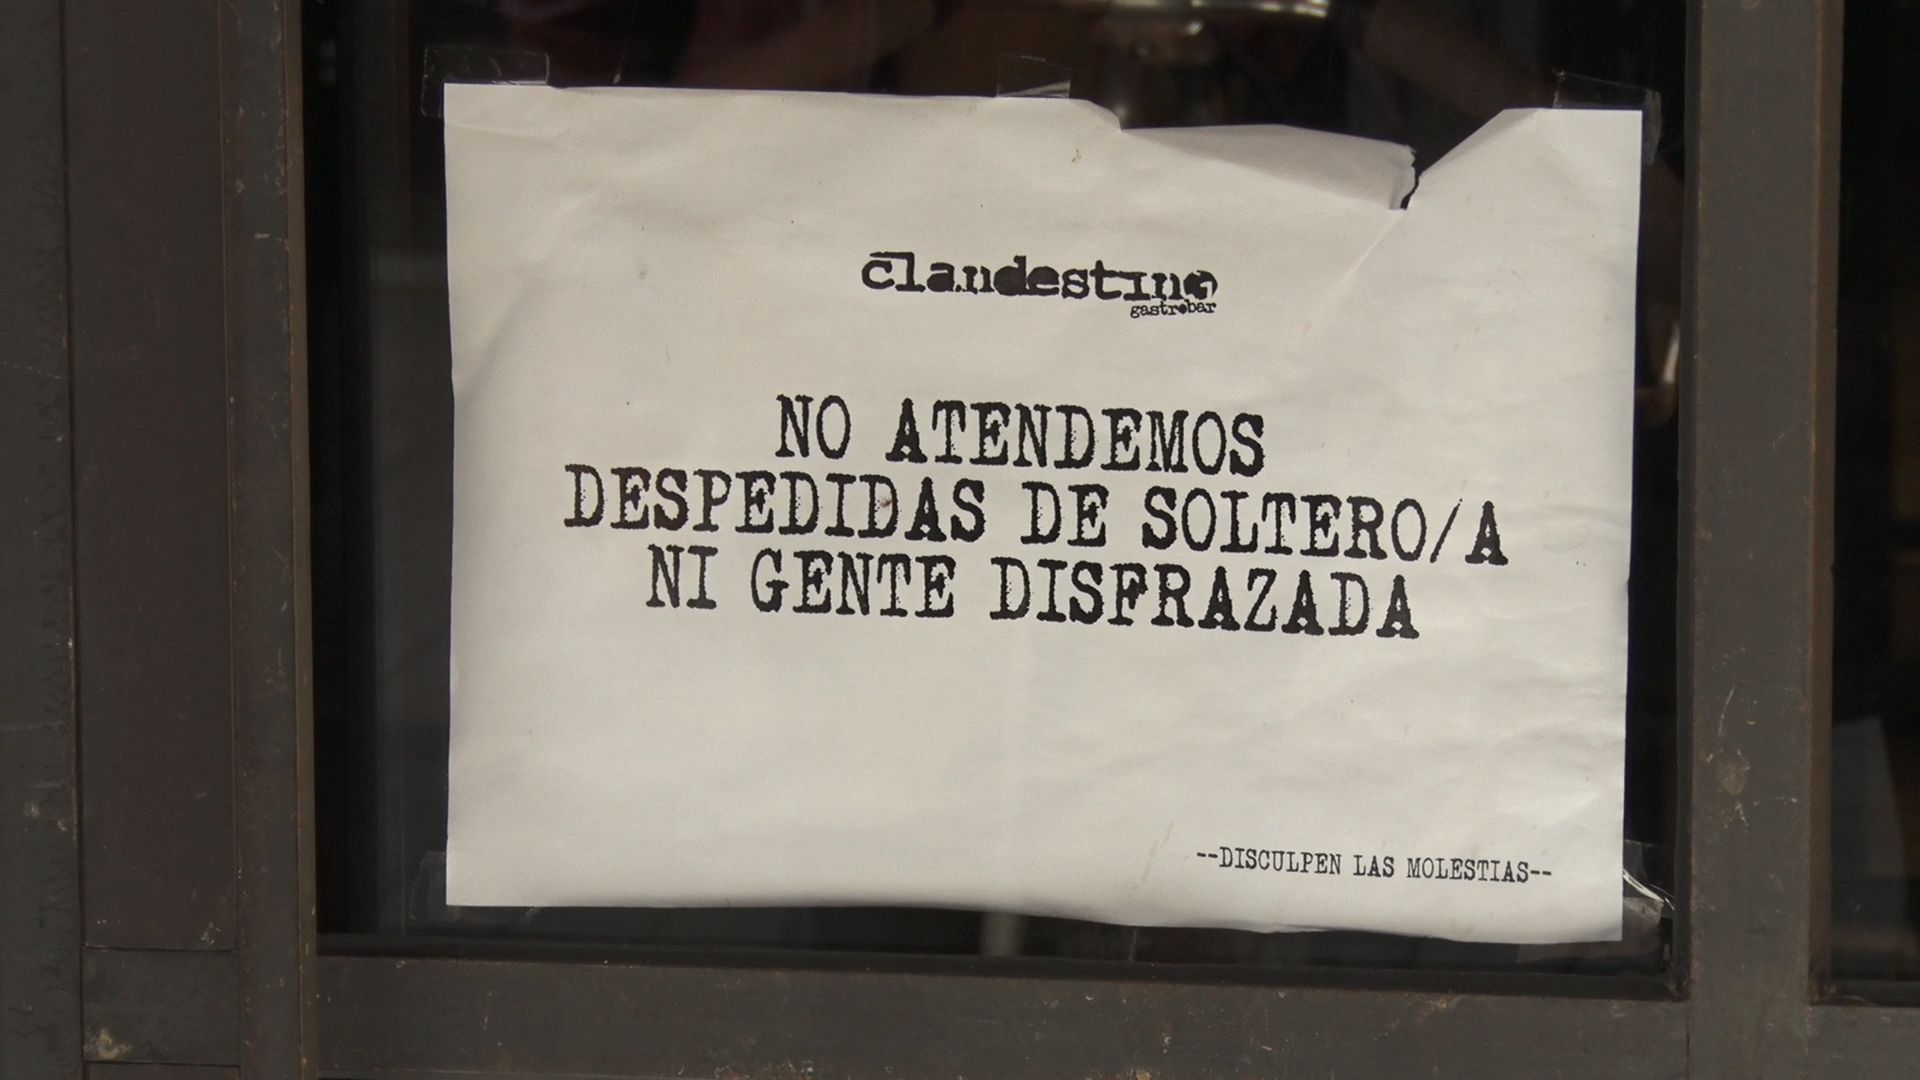 clandestino
gastrobar
NO ATENDEMOS
DESPEDIDAS DE SOLTERO/A
NI GENTE DISFRAZADA
--DISCULPEN LAS MOLESTIAS--